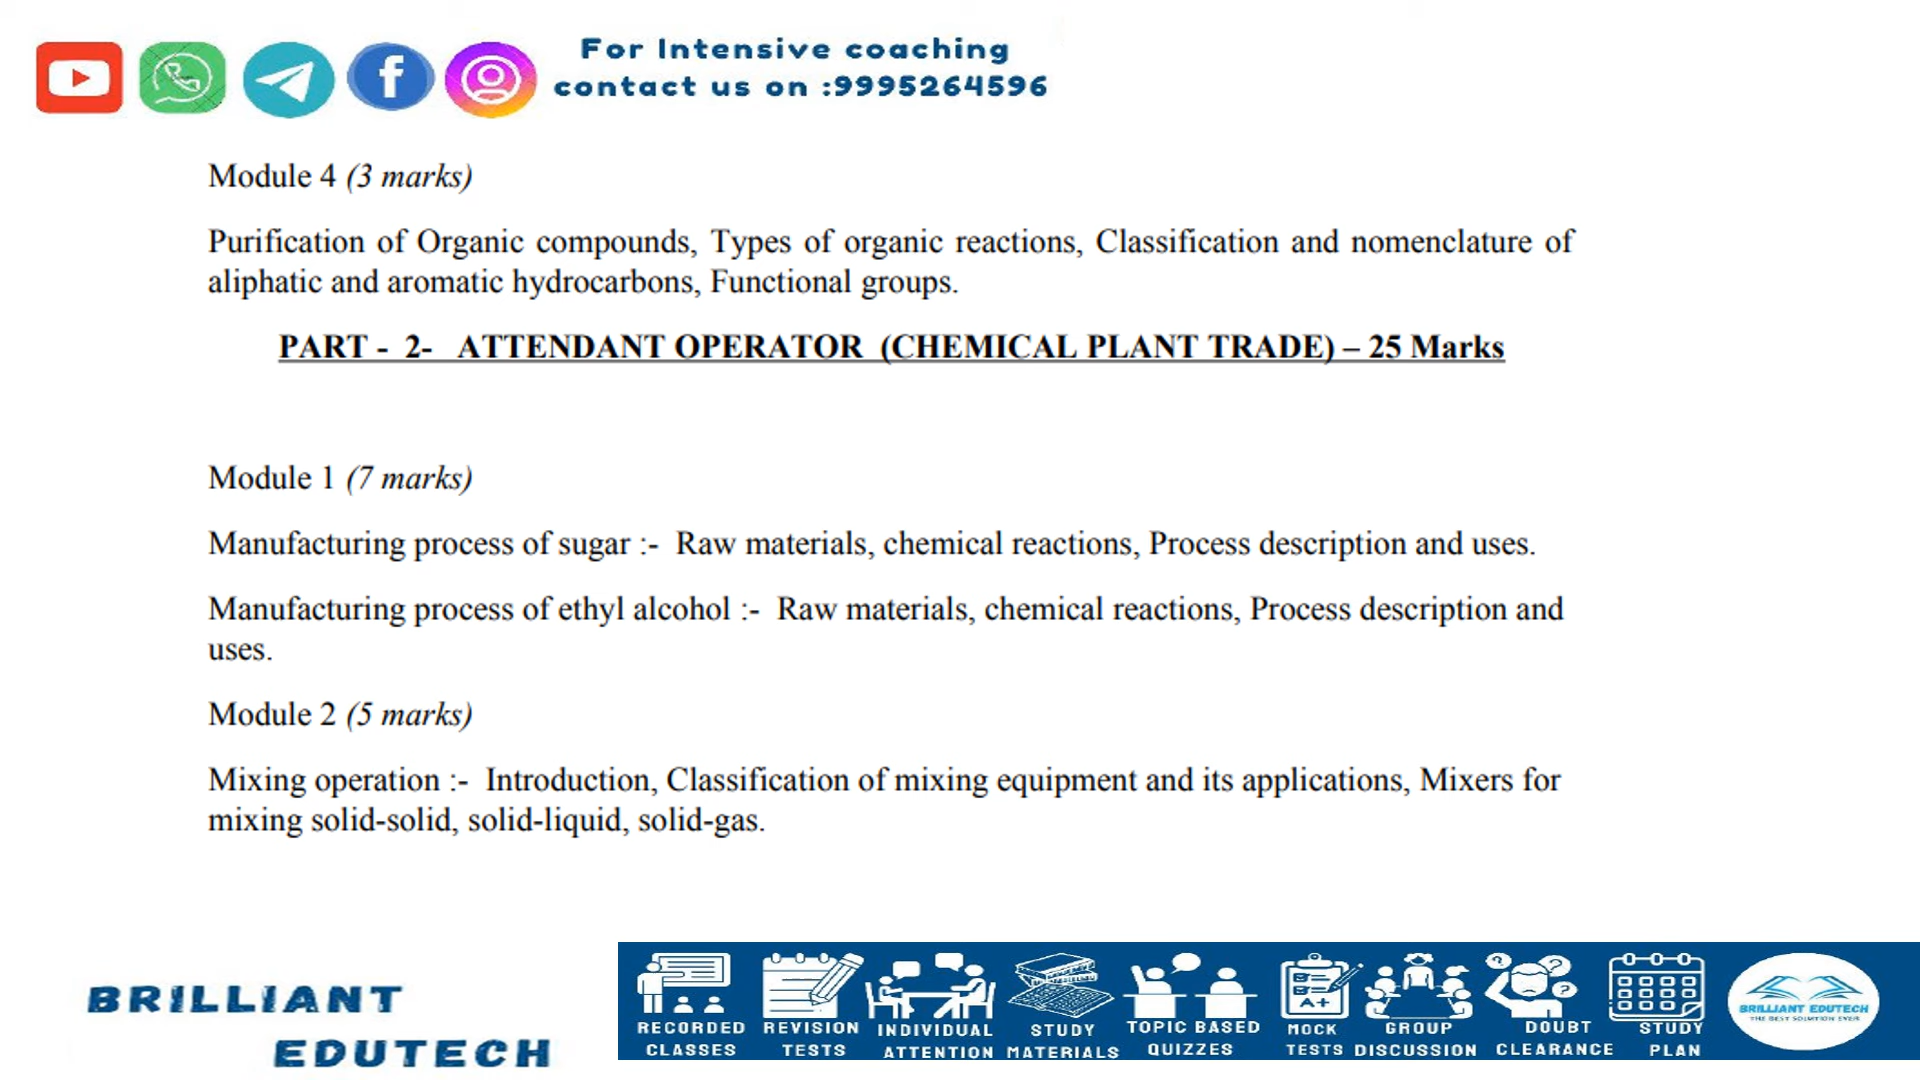 For Intensive coaching
contact us on :9995264596
Module 4 (3 marks)
Purification of Organic compounds, Types of organic reactions, Classification and nomenclature of
aliphatic and aromatic hydrocarbons, Functional groups.
PART - 2- ATTENDANT OPERATOR (CHEMICAL PLANT TRADE) – 25 Marks
Module 1 (7 marks)
Manufacturing process of sugar :- Raw materials, chemical reactions, Process description and uses.
Manufacturing process of ethyl alcohol :- Raw materials, chemical reactions, Process description and
uses.
Module 2 (5 marks)
Mixing operation :- Introduction, Classification of mixing equipment and its applications, Mixers for
mixing solid-solid, solid-liquid, solid-gas.
BRILLIANT
EDUTECH
RECORDED
CLASSES
REVISION
TESTS
INDIVIDUAL
ATTENTION
STUDY
MATERIALS
TOPIC BASED
QUIZZES
A+
MOCK
TESTS
GROUP
DISCUSSION
DOUBT
CLEARANCE
STUDY
PLAN
BRILLIANT EDUTECH
THE BEST SOLUTION EVER